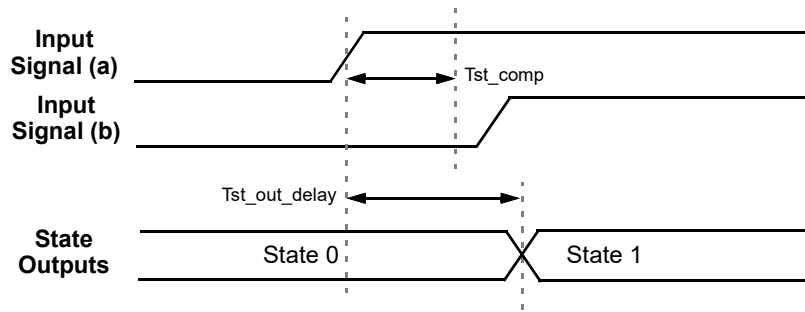 Input
Signal (a)
Tst_comp
Input
Signal (b)
Tst_out_delay
State
Outputs
State 0
State 1